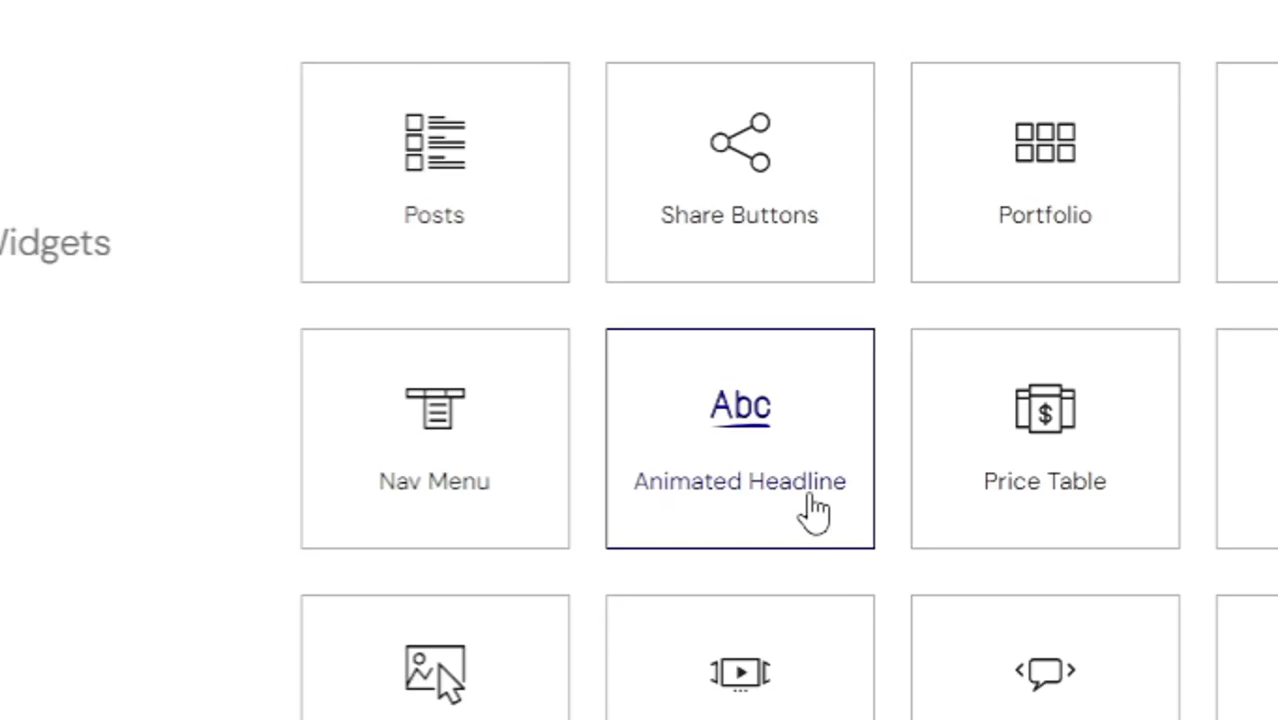 Posts
Share Buttons
Portfolio
Widgets
Nav Menu
Abc
Animated Headline
$
Price Table